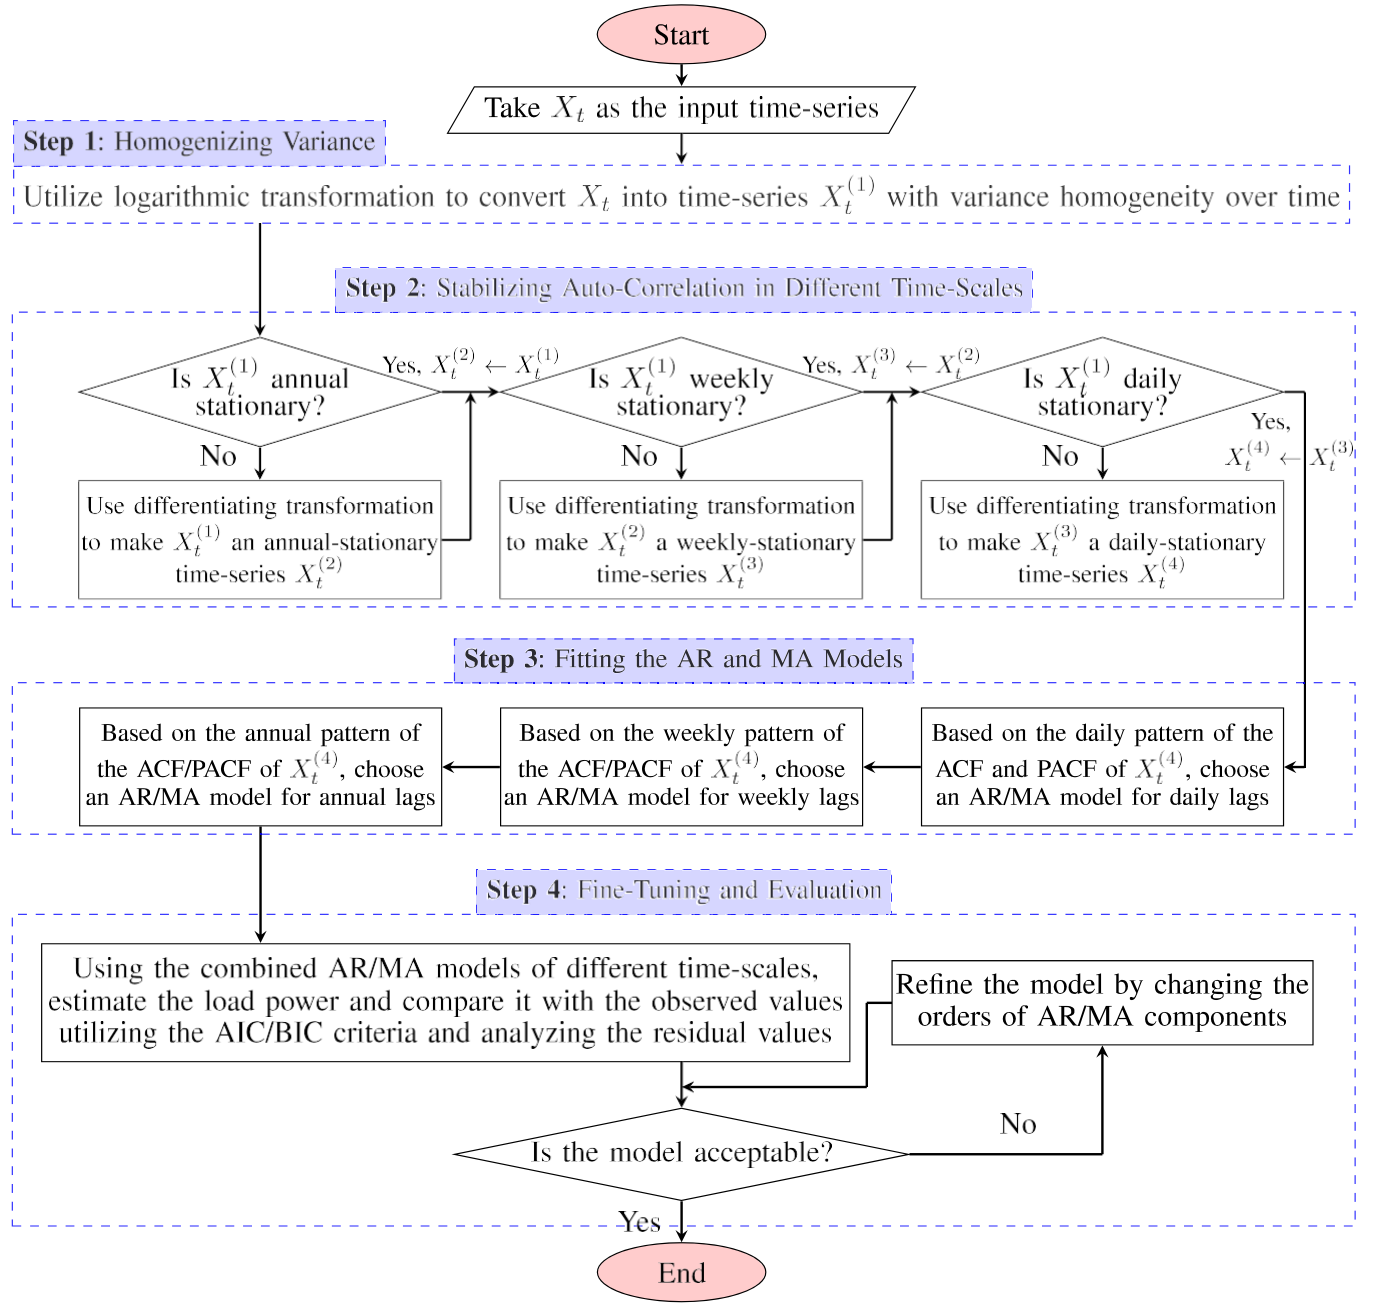 Start
Take X_t as the input time-series
Step 1: Homogenizing Variance
Utilize logarithmic transformation to convert X_t into time-series X_t^(1) with variance homogeneity over time
Step 2: Stabilizing Auto-Correlation in Different Time-Scales
Is X_t^(1) annual
stationary?
Yes, X_t^(2) ← X_t^(1)
Is X_t^(1) weekly
stationary?
Yes, X_t^(3) ← X_t^(2)
Is X_t^(1) daily
stationary?
Yes,
X_t^(4) ← X_t^(3)
No
No
No
Use differentiating transformation
to make X_t^(1) an annual-stationary
time-series X_t^(2)
Use differentiating transformation
to make X_t^(2) a weekly-stationary
time-series X_t^(3)
Use differentiating transformation
to make X_t^(3) a daily-stationary
time-series X_t^(4)
Step 3: Fitting the AR and MA Models
Based on the annual pattern of
the ACF/PACF of X_t^(4), choose
an AR/MA model for annual lags
Based on the weekly pattern of
the ACF/PACF of X_t^(4), choose
an AR/MA model for weekly lags
Based on the daily pattern of the
ACF and PACF of X_t^(4), choose
an AR/MA model for daily lags
Step 4: Fine-Tuning and Evaluation
Using the combined AR/MA models of different time-scales,
estimate the load power and compare it with the observed values
utilizing the AIC/BIC criteria and analyzing the residual values
Refine the model by changing the
orders of AR/MA components
Is the model acceptable?
No
Yes
End